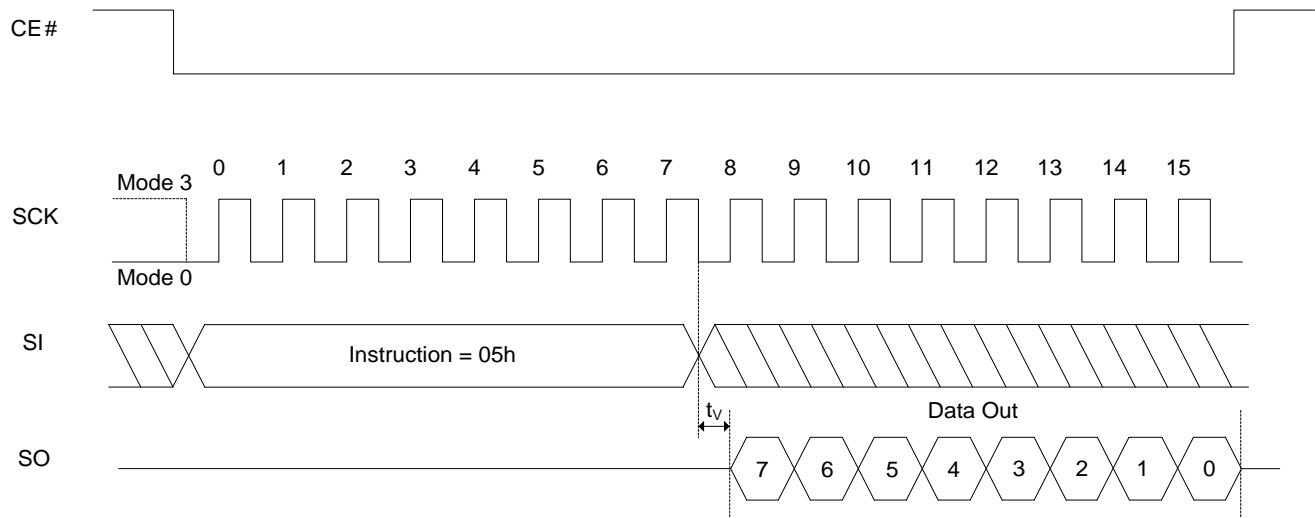 CE#
0 1 2 3 4 5 6 7 8 9 10 11 12 13 14 15
Mode 3
SCK
Mode 0
SI
Instruction = 05h
tV
Data Out
SO
7 6 5 4 3 2 1 0